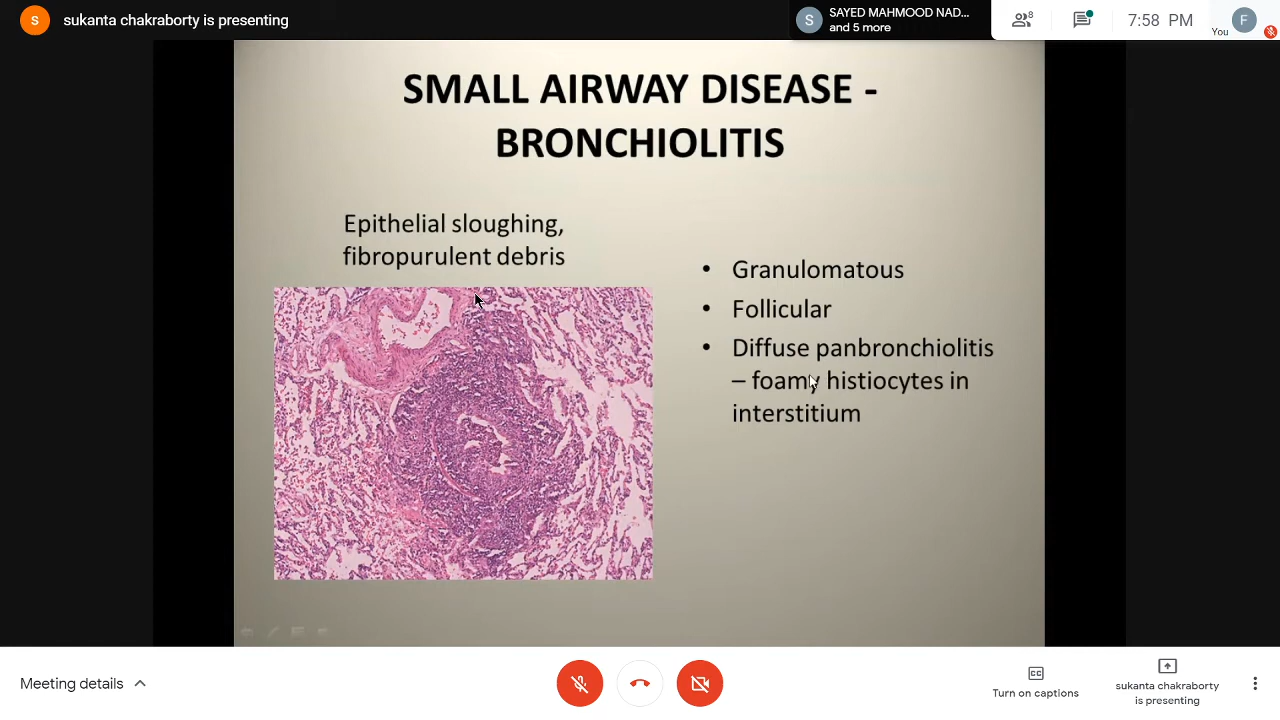 S
sukanta chakraborty is presenting
S
SAYED MAHMOOD NAD...
and 5 more
8
7:58 PM
You
F
SMALL AIRWAY DISEASE -
BRONCHIOLITIS
Epithelial sloughing,
fibropurulent debris
• Granulomatous
• Follicular
• Diffuse panbronchiolitis
– foamy histiocytes in
interstitium
Meeting details
CC
Turn on captions
sukanta chakraborty
is presenting